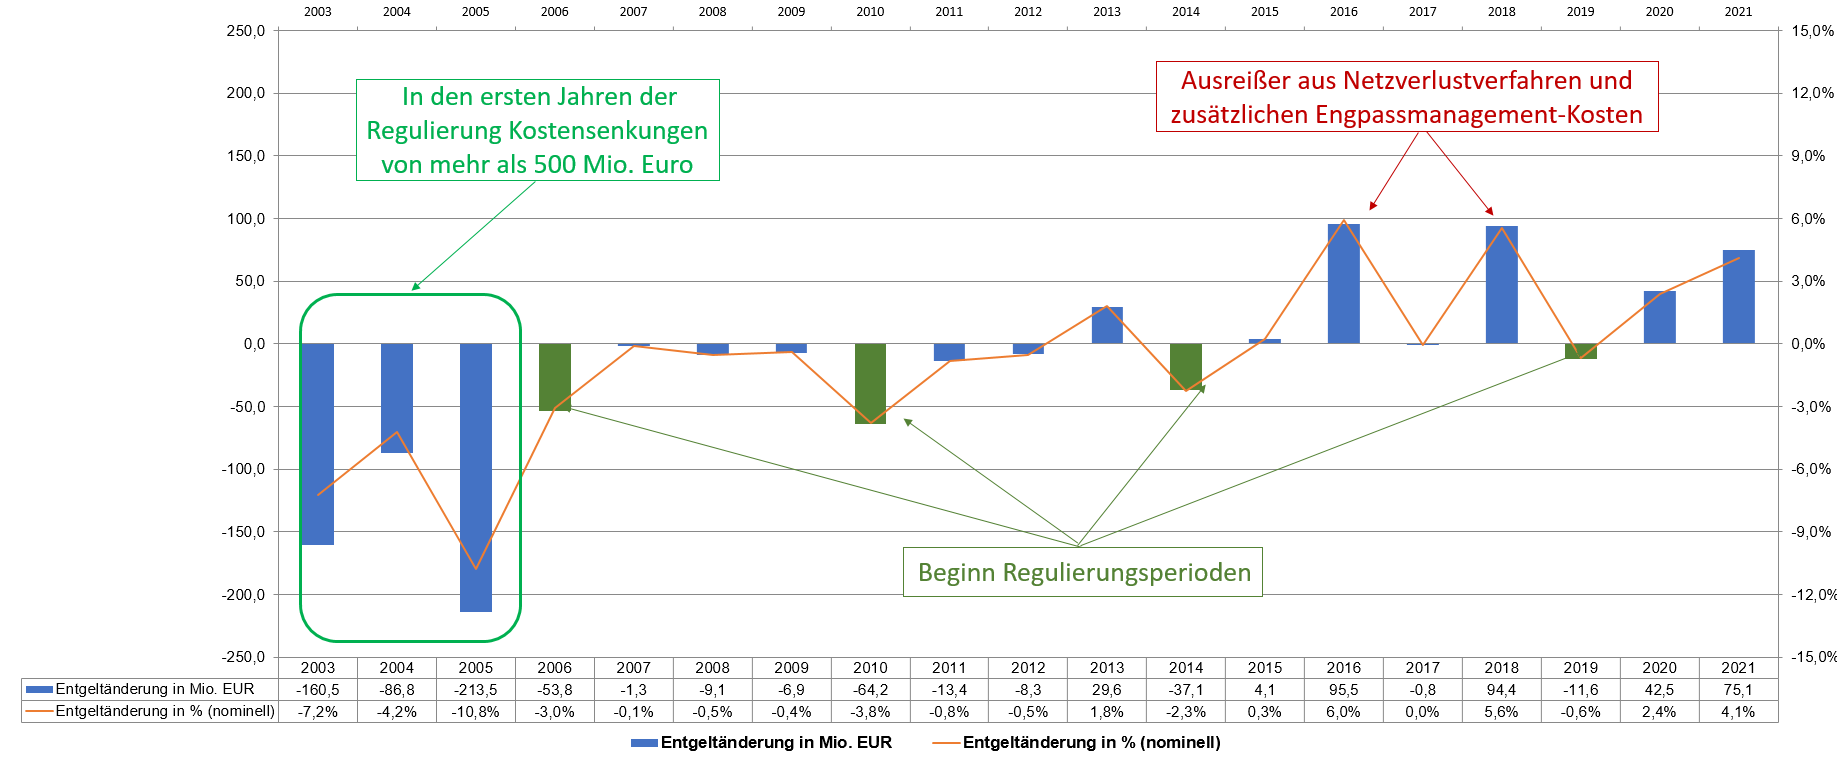 2003 2004 2005 2006 2007 2008 2009 2010 2011 2012 2013 2014 2015 2016 2017 2018 2019 2020 2021
250,0 15,0%
In den ersten Jahren der
Regulierung Kostensenkungen
von mehr als 500 Mio. Euro
Ausreißer aus Netzverlustverfahren und
zusätzlichen Engpassmanagement-Kosten
200,0 12,0%
150,0 9,0%
100,0 6,0%
50,0 3,0%
0,0 0,0%
-50,0 -3,0%
-100,0 -6,0%
-150,0 -9,0%
Beginn Regulierungsperioden
-200,0 -12,0%
-250,0 -15,0%
2003 2004 2005 2006 2007 2008 2009 2010 2011 2012 2013 2014 2015 2016 2017 2018 2019 2020 2021
Entgeltänderung in Mio. EUR -160,5 -86,8 -213,5 -53,8 -1,3 -9,1 -6,9 -64,2 -13,4 -8,3 29,6 -37,1 4,1 95,5 -0,8 94,4 -11,6 42,5 75,1
Entgeltänderung in % (nominell) -7,2% -4,2% -10,8% -3,0% -0,1% -0,5% -0,4% -3,8% -0,8% -0,5% 1,8% -2,3% 0,3% 6,0% 0,0% 5,6% -0,6% 2,4% 4,1%
Entgeltänderung in Mio. EUR Entgeltänderung in % (nominell)